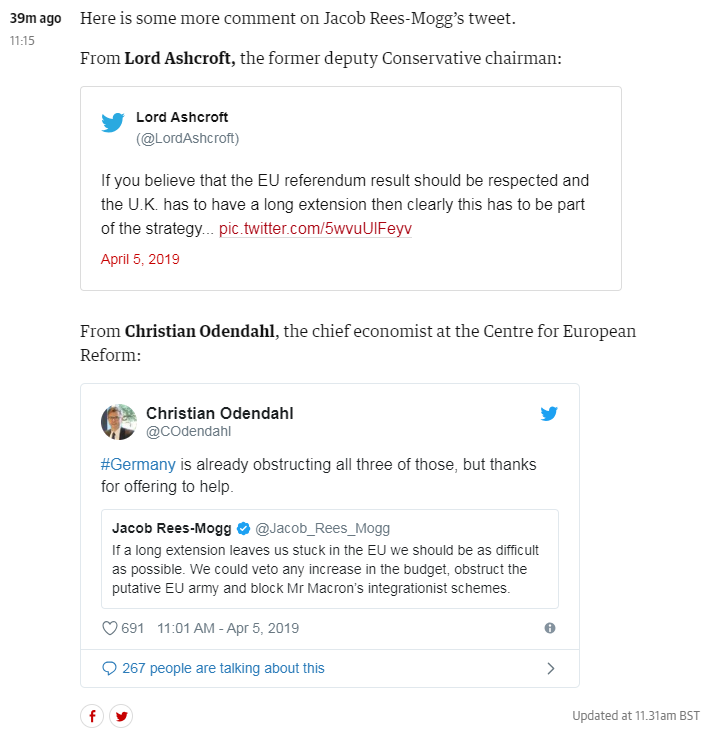 39m ago
11:15
Here is some more comment on Jacob Rees-Mogg’s tweet.
From Lord Ashcroft, the former deputy Conservative chairman:
Lord Ashcroft
(@LordAshcroft)
If you believe that the EU referendum result should be respected and
the U.K. has to have a long extension then clearly this has to be part
of the strategy... pic.twitter.com/5wvuUlFeyv
April 5, 2019
From Christian Odendahl, the chief economist at the Centre for European
Reform:
Christian Odendahl
@COdendahl
#Germany is already obstructing all three of those, but thanks
for offering to help.
Jacob Rees-Mogg @Jacob_Rees_Mogg
If a long extension leaves us stuck in the EU we should be as difficult
as possible. We could veto any increase in the budget, obstruct the
putative EU army and block Mr Macron’s integrationist schemes.
691 11:01 AM - Apr 5, 2019
267 people are talking about this
Updated at 11.31am BST